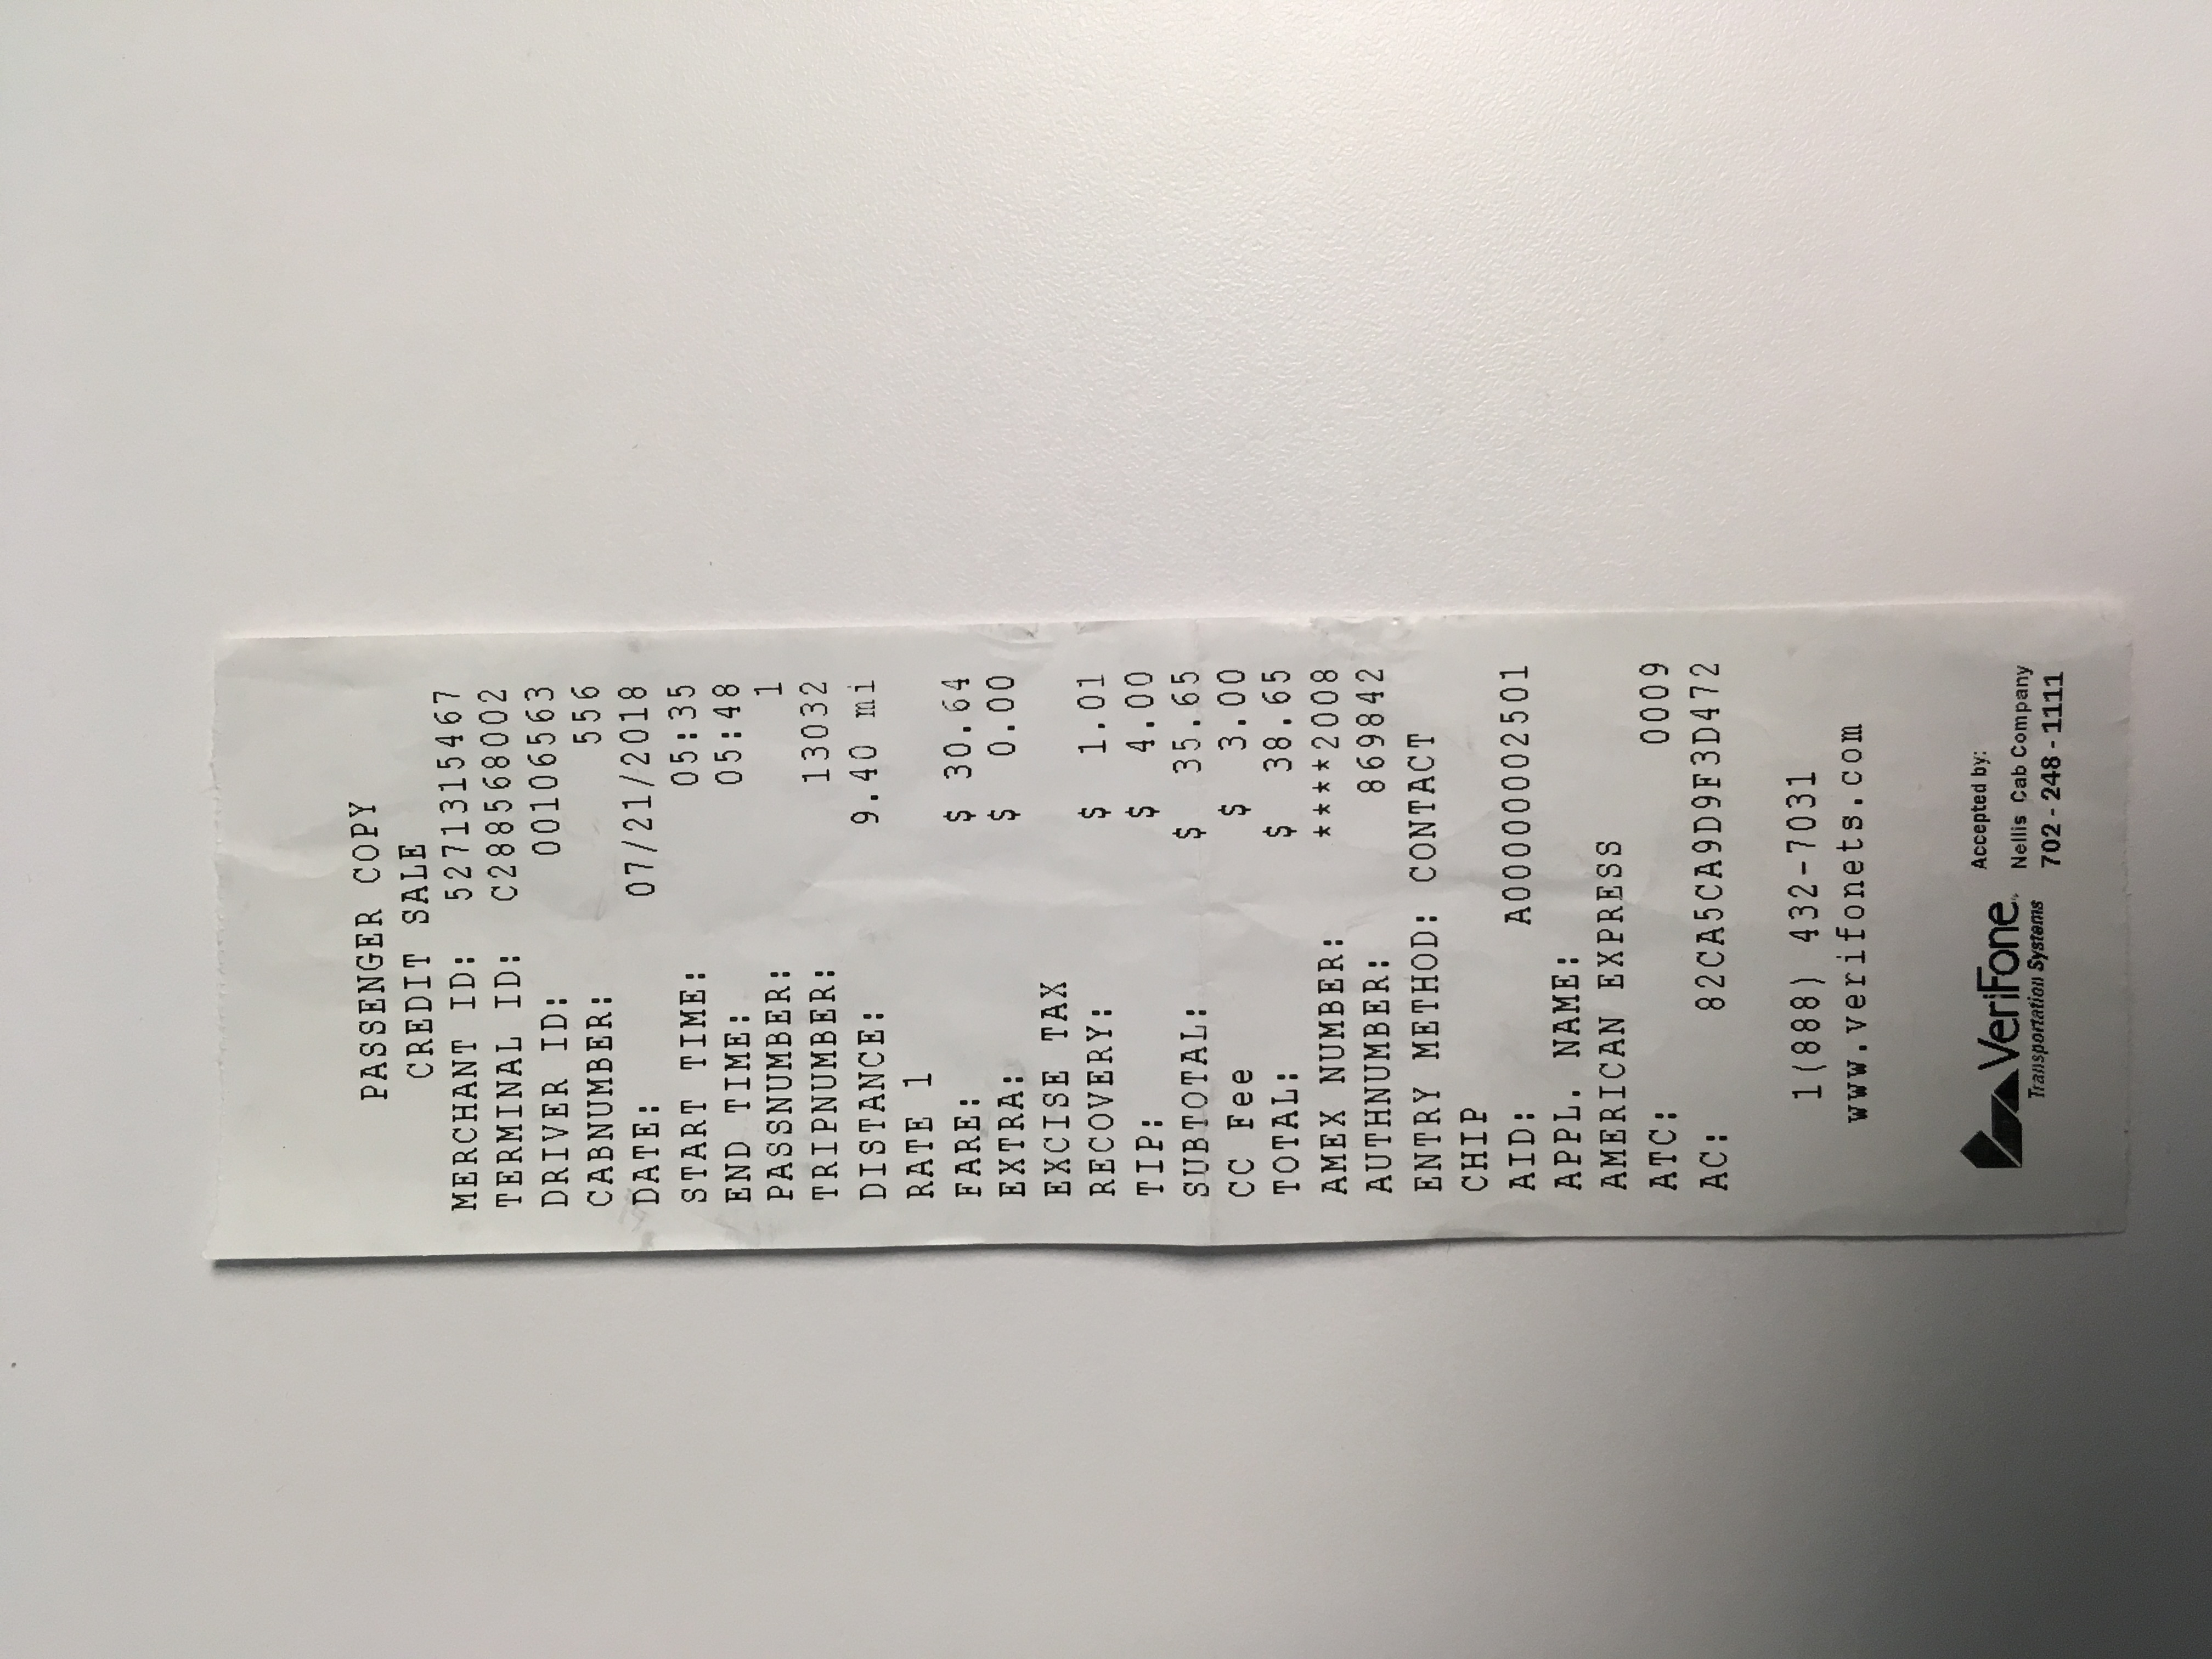 PASSENGER COPY
CREDIT SALE
MERCHANT ID: 5271315467
TERMINAL ID: C288568002
DRIVER ID: 00106563
CABNUMBER: 556
DATE: 07/21/2018
START TIME: 05:35
END TIME: 05:48
PASSNUMBER: 1
TRIPNUMBER: 13032
DISTANCE: 9.40 mi
RATE 1
FARE: $ 30.64
EXTRA: $ 0.00
EXCISE TAX
RECOVERY: $ 1.01
TIP: $ 4.00
SUBTOTAL: $ 35.65
CC Fee $ 3.00
TOTAL: $ 38.65
AMEX NUMBER: ****2008
AUTHNUMBER: 869842
ENTRY METHOD: CONTACT
CHIP
AID: A00000002501
APPL. NAME:
AMERICAN EXPRESS
ATC: 0009
AC: 82CA5CA9D9F3D472
1(888) 432-7031
www.verifonets.com
VeriFone
Transportation Systems
Accepted by:
Nellis Cab Company
702 - 248 - 1111